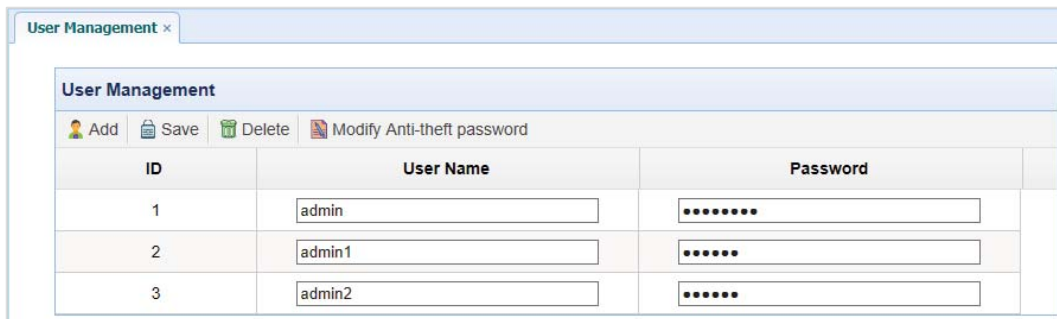 User Management ×
User Management
Add Save Delete Modify Anti-theft password
ID User Name Password
1 admin ••••••••
2 admin1 ••••••
3 admin2 ••••••